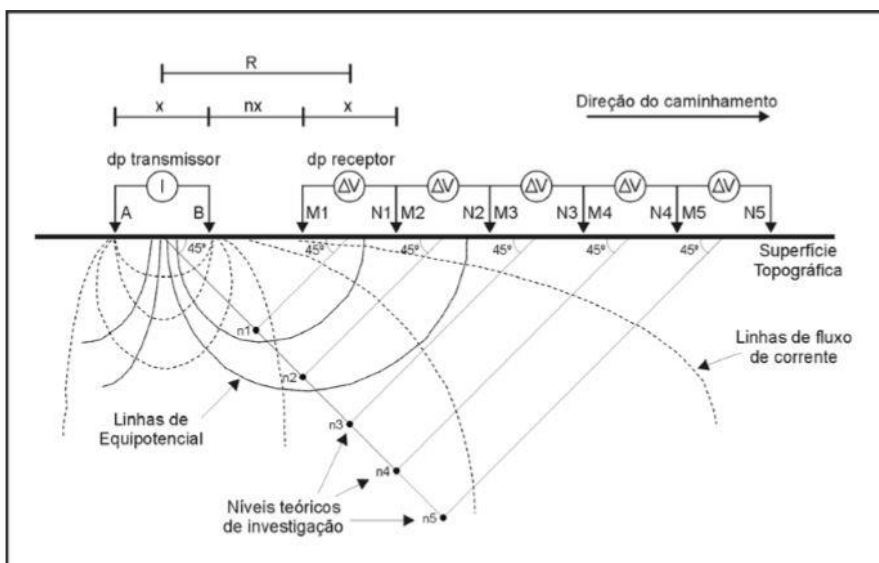 R
x nx x
Direção do caminhamento
dp transmissor dp receptor
I ΔV ΔV ΔV ΔV ΔV
A B M1 N1 M2 N2 M3 N3 M4 N4 M5 N5
45º 45º 45º 45º 45º 45º
Superfície
Topográfica
n1
Linhas de fluxo
de corrente
n2
Linhas de
Equipotencial
n3
n4
Níveis teóricos
de investigação
n5